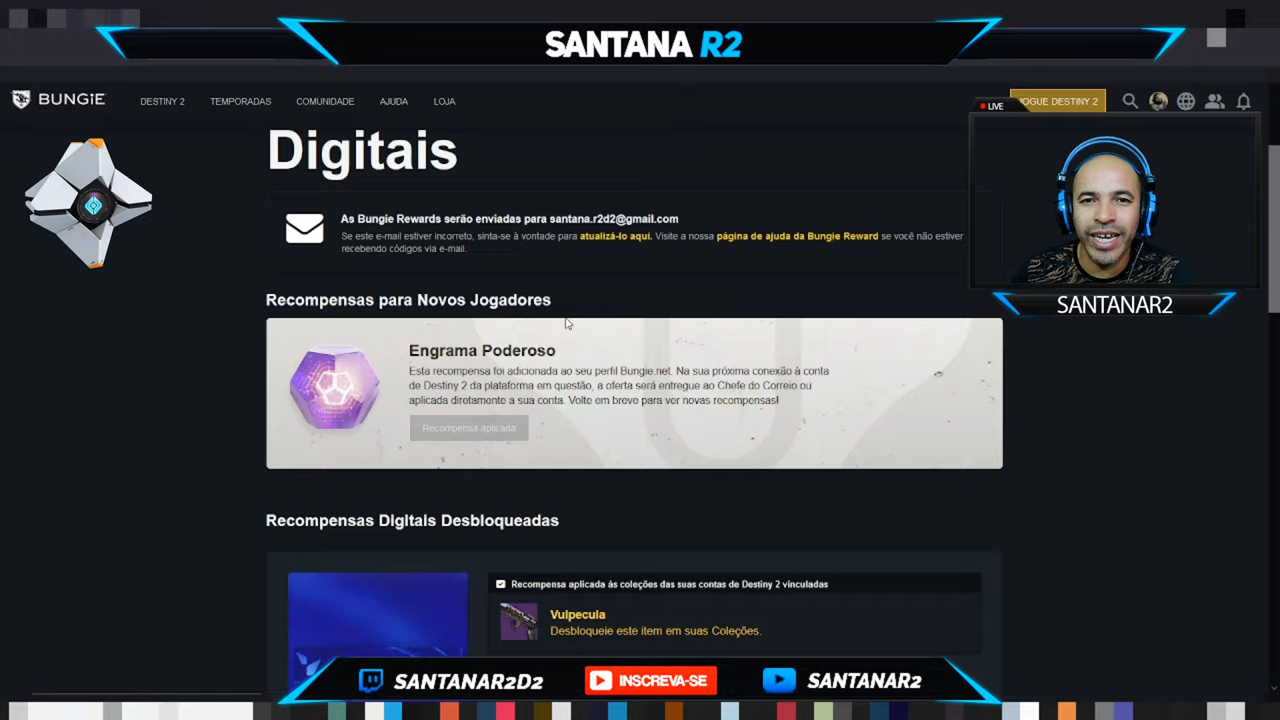 SANTANA R2
BUNGiE
DESTINY 2
TEMPORADAS
COMUNIDADE
AJUDA
LOJA
JOGUE DESTINY 2
LIVE
Digitais
As Bungie Rewards serão enviadas para santana.r2d2@gmail.com
Se este e-mail estiver incorreto, sinta-se à vontade para atualizá-lo aqui. Visite a nossa página de ajuda da Bungie Reward se você não estiver
recebendo códigos via e-mail.
SANTANAR2
Recompensas para Novos Jogadores
Engrama Poderoso
Esta recompensa foi adicionada ao seu perfil Bungie.net. Na sua próxima conexão à conta
de Destiny 2 da plataforma em questão, a oferta será entregue ao Chefe do Correio ou
aplicada diretamente a sua conta. Volte em breve para ver novas recompensas!
Recompensa aplicada
Recompensas Digitais Desbloqueadas
Recompensa aplicada às coleções das suas contas de Destiny 2 vinculadas
Vulpecula
Desbloqueie este item em suas Coleções.
SANTANAR2D2
INSCREVA-SE
SANTANAR2